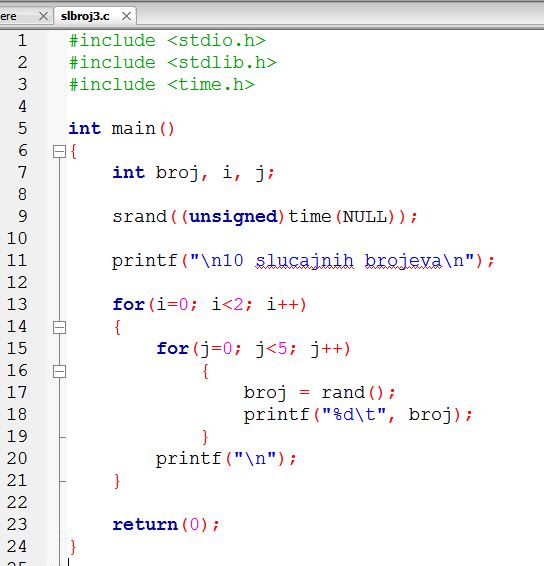 ere slbroj3.c
1 #include <stdio.h>
2 #include <stdlib.h>
3 #include <time.h>
4
5 int main()
6 {
7 int broj, i, j;
8
9 srand((unsigned)time(NULL));
10
11 printf("\n10 slucajnih brojeva\n");
12
13 for(i=0; i<2; i++)
14 {
15 for(j=0; j<5; j++)
16 {
17 broj = rand();
18 printf("%d\t", broj);
19 }
20 printf("\n");
21 }
22
23 return(0);
24 }